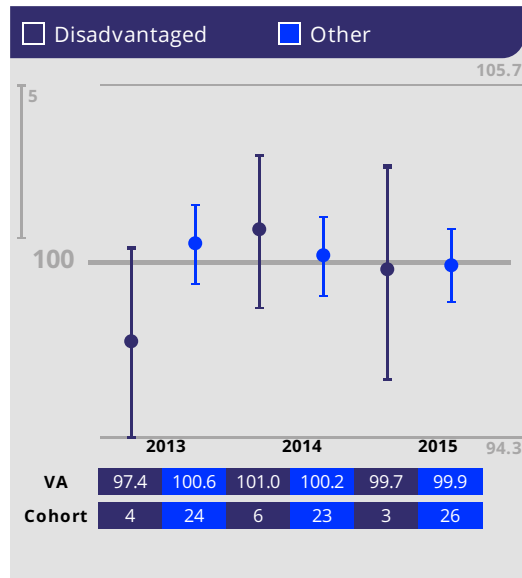 Disadvantaged Other
105.7
5
100
2013 2014 2015 94.3
VA 97.4 100.6 101.0 100.2 99.7 99.9
Cohort 4 24 6 23 3 26